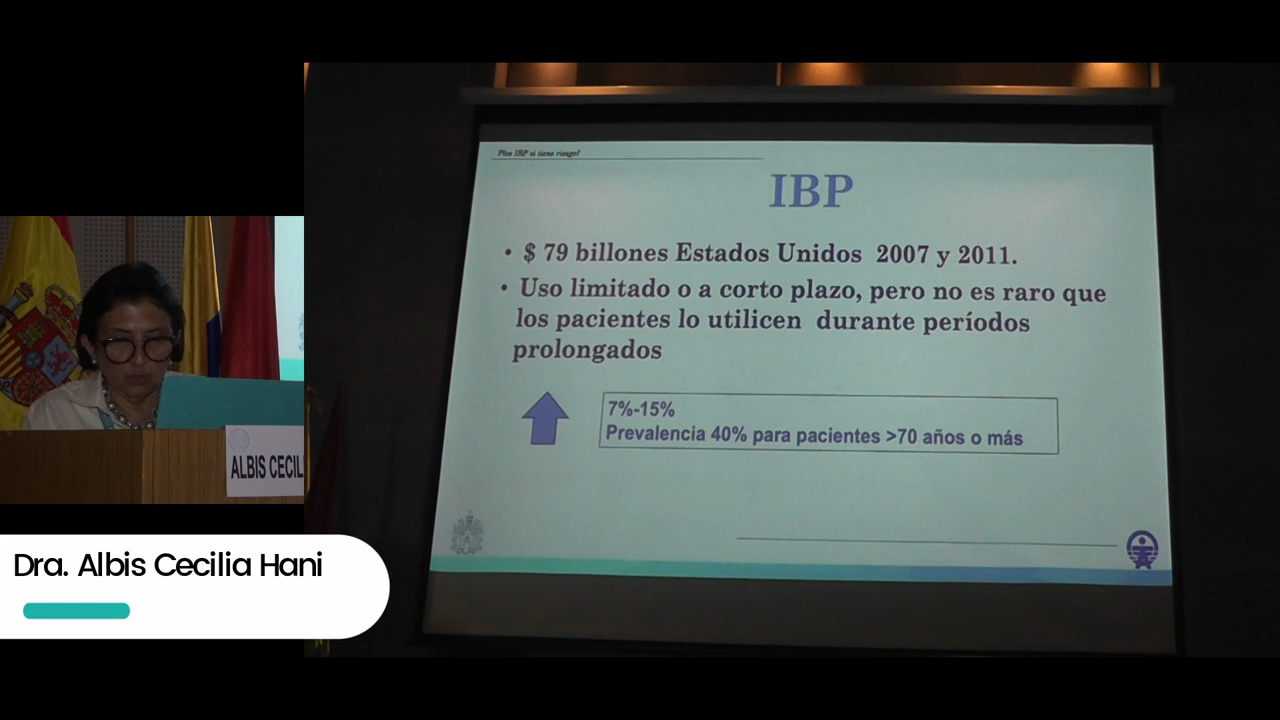 IBP
• $ 79 billones Estados Unidos 2007 y 2011.
• Uso limitado o a corto plazo, pero no es raro que
los pacientes lo utilicen durante períodos
prolongados
7%-15%
Prevalencia 40% para pacientes >70 años o más
ALBIS CECIL
Dra. Albis Cecilia Hani